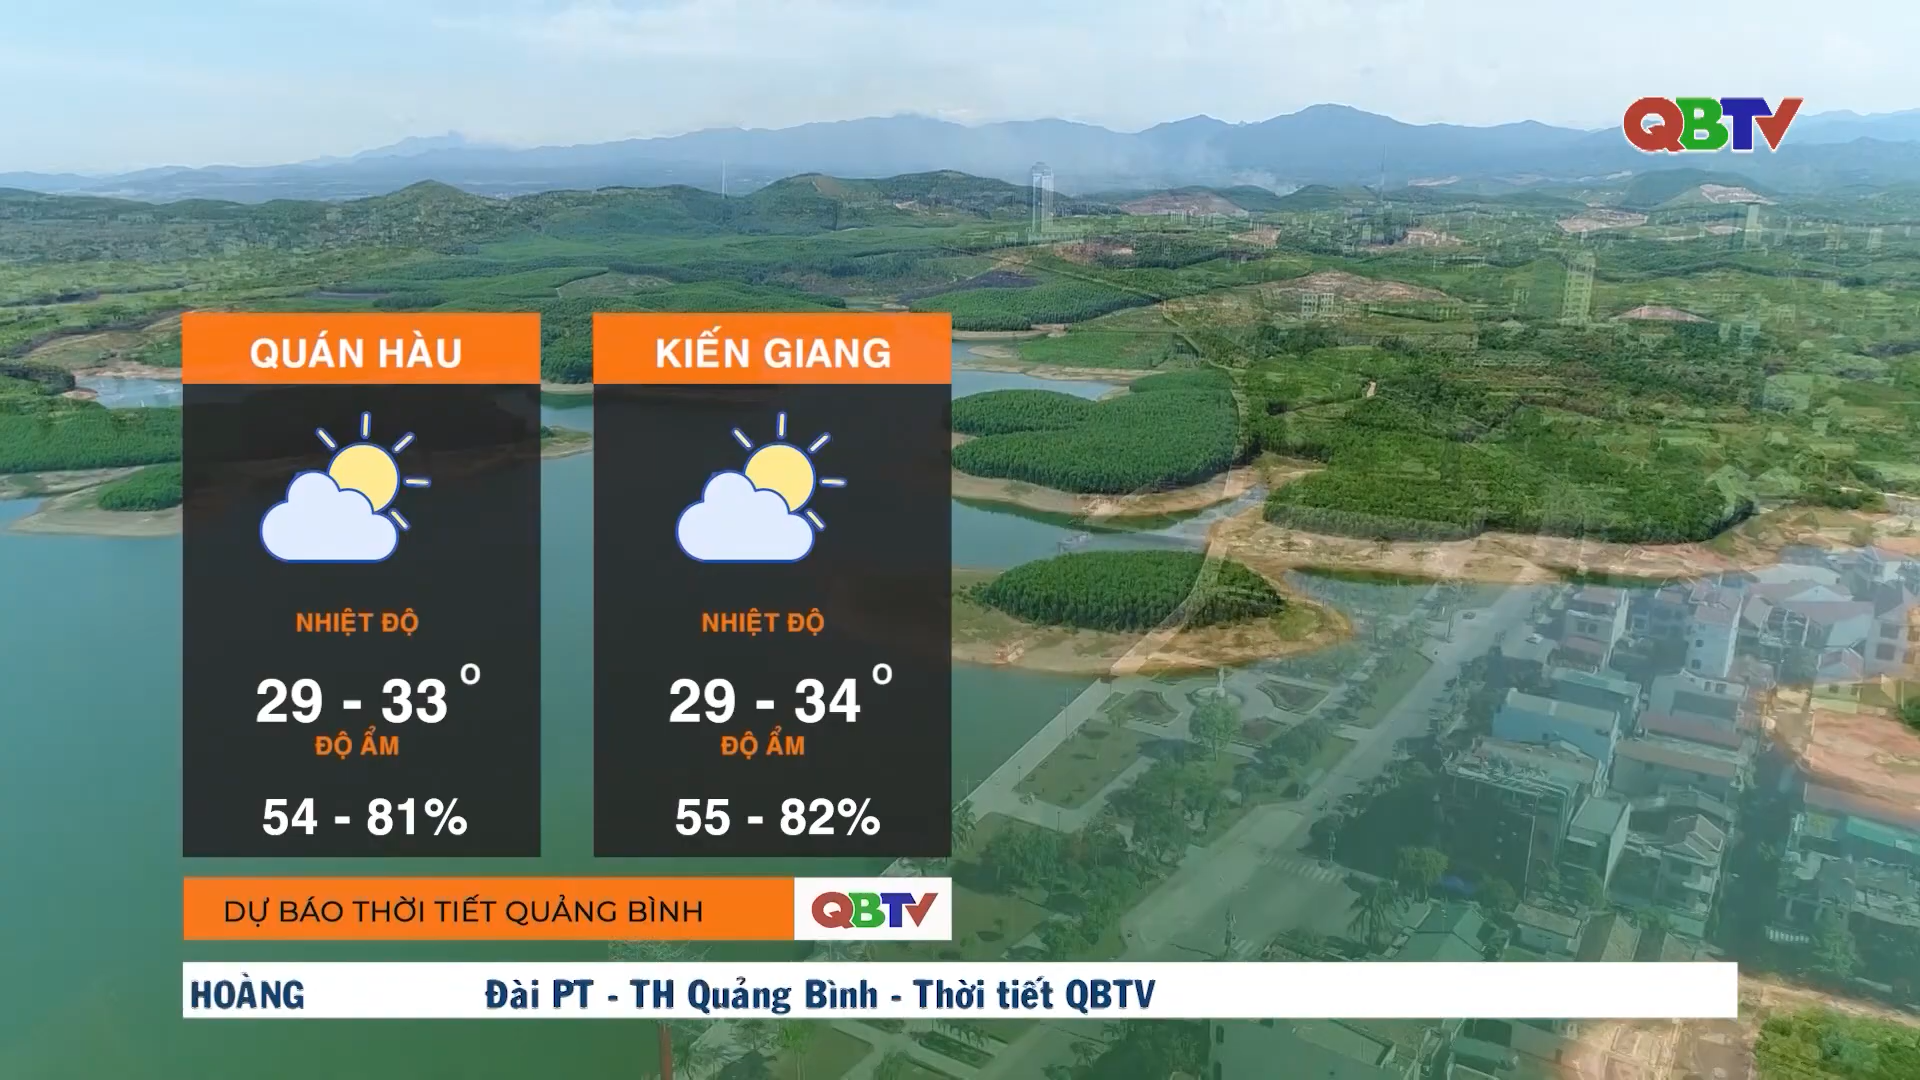 QBTV
QUÁN HÀU
NHIỆT ĐỘ
29 - 33°
ĐỘ ẨM
54 - 81%
KIẾN GIANG
NHIỆT ĐỘ
29 - 34°
ĐỘ ẨM
55 - 82%
DỰ BÁO THỜI TIẾT QUẢNG BÌNH QBTV
HOÀNG Đài PT - TH Quảng Bình - Thời tiết QBTV